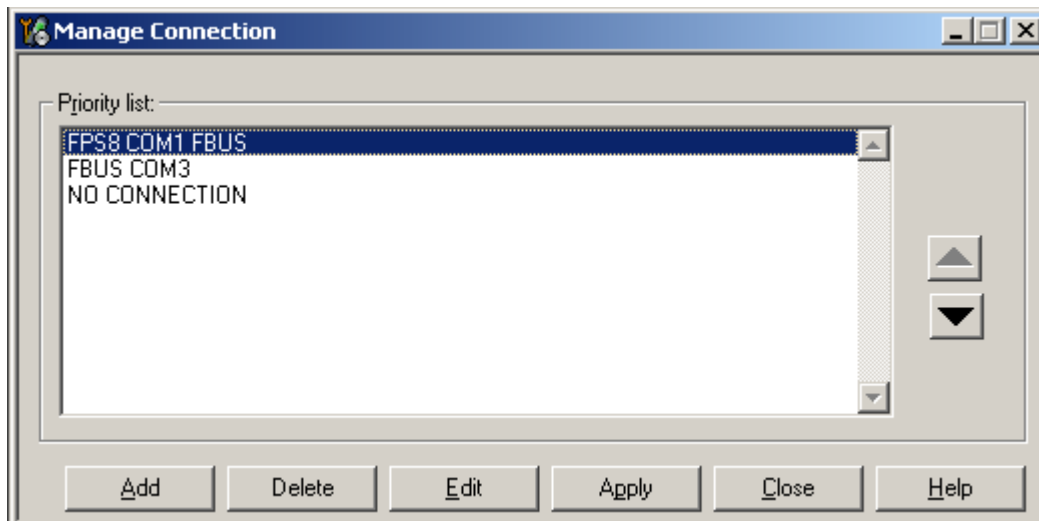 Manage Connection
Priority list:
FPS8 COM1 FBUS
FBUS COM3
NO CONNECTION
Add Delete Edit Apply Close Help